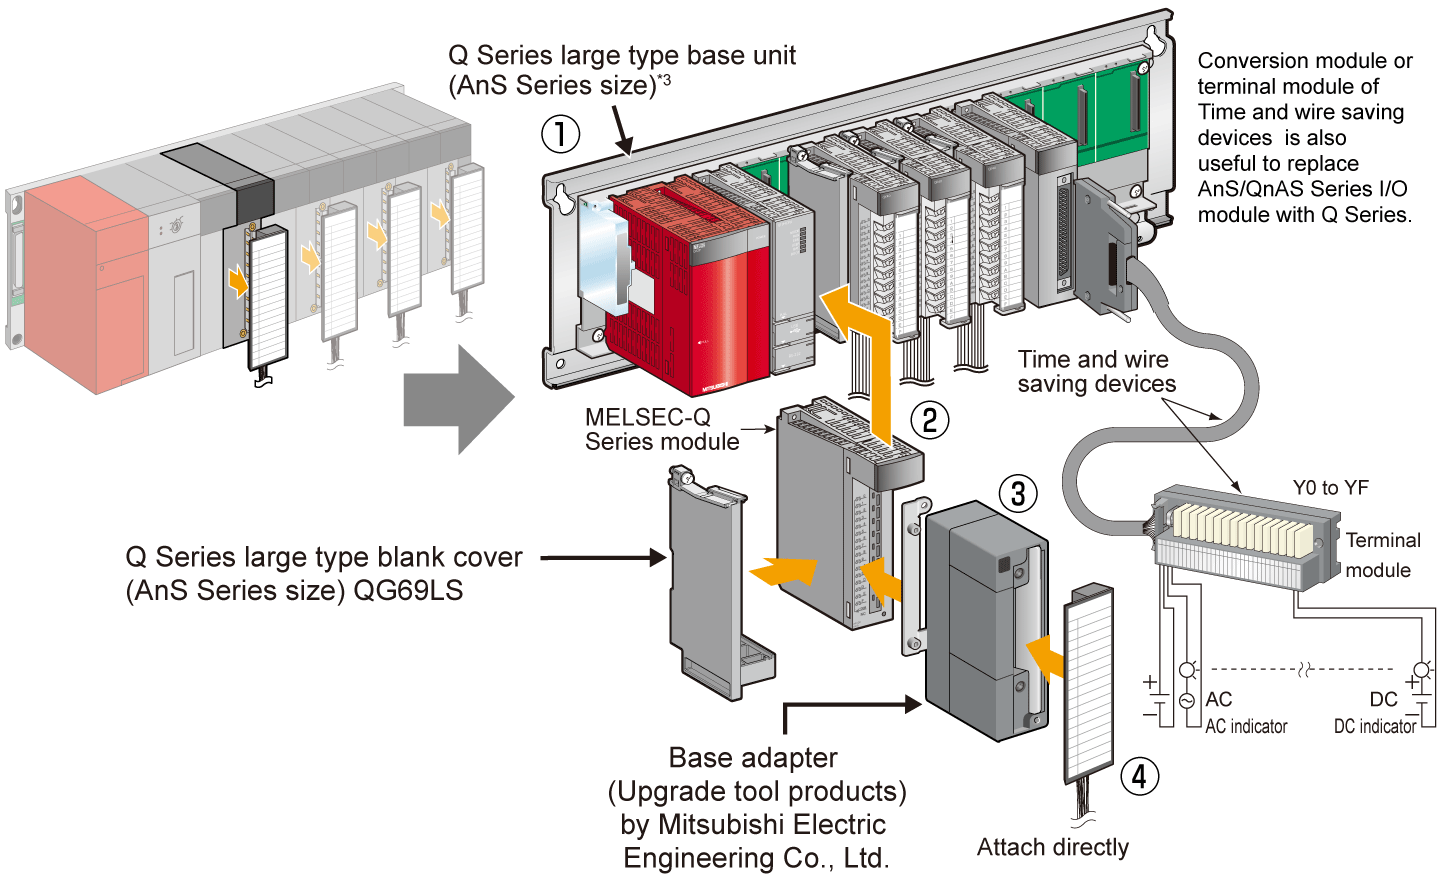 Q Series large type base unit
(AnS Series size)*3
①
Conversion module or
terminal module of
Time and wire saving
devices is also
useful to replace
AnS/QnAS Series I/O
module with Q Series.
MITSUBISHI
Time and wire
saving devices
②
MELSEC-Q
Series module
③
Y0 to YF
Terminal
module
Q Series large type blank cover
(AnS Series size) QG69LS
+
−
AC
AC indicator
+
−
DC
DC indicator
Base adapter
(Upgrade tool products)
by Mitsubishi Electric
Engineering Co., Ltd.
④
Attach directly